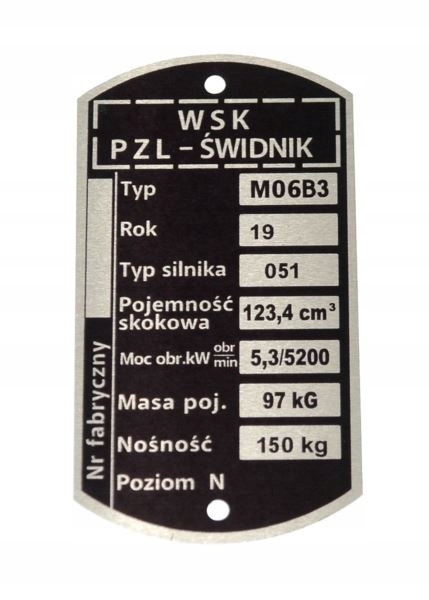 WSK
PZL – ŚWIDNIK
Typ M06B3
Rok 19
Typ silnika 051
Pojemność skokowa 123,4 cm³
Moc obr.kW obr/min 5,3/5200
Masa poj. 97 kG
Nośność 150 kg
Poziom N
Nr fabryczny